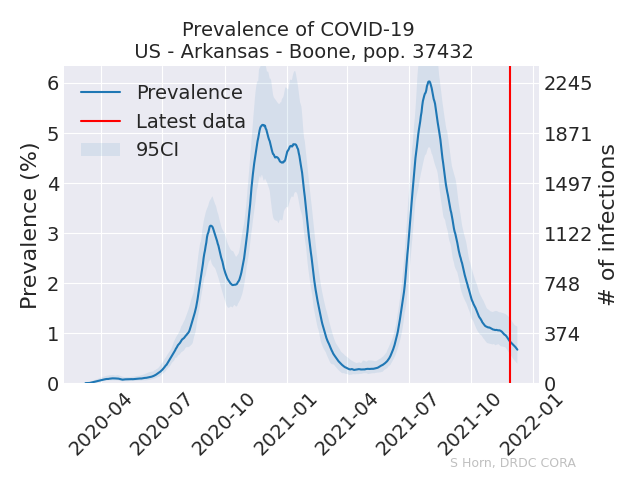 Prevalence of COVID-19
US - Arkansas - Boone, pop. 37432
Prevalence
Latest data
95CI
Prevalence (%)
6
5
4
3
2
1
0
2245
1871
1497
1122
748
374
0
# of infections
2020-04
2020-07
2020-10
2021-01
2021-04
2021-07
2021-10
2022-01
S Horn, DRDC CORA